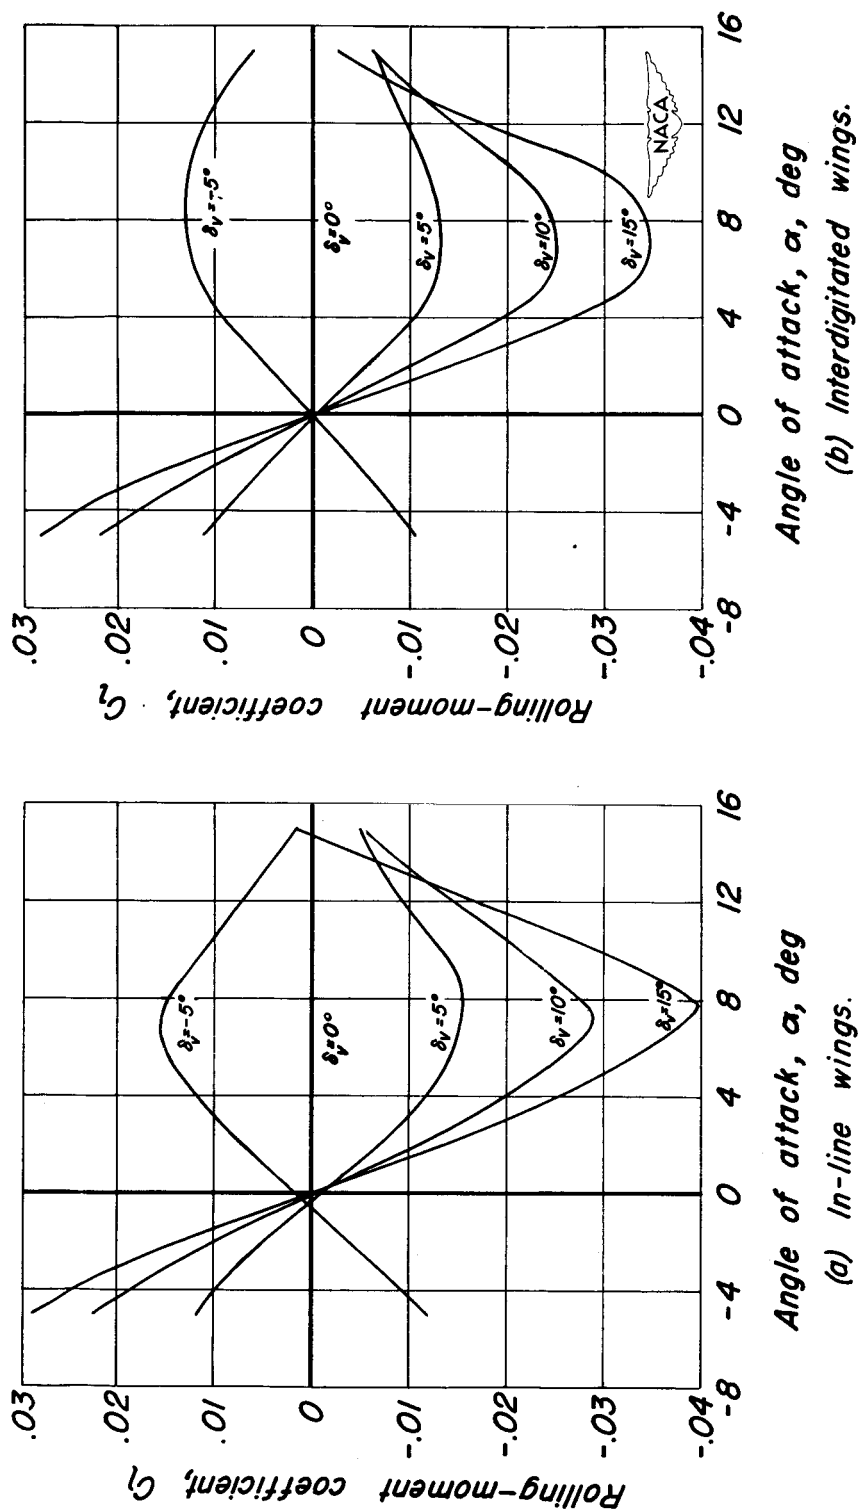 Rolling-moment
coefficient, Cl
.03
.02
.01
0
-.01
-.02
-.03
-.04
-8
-4
0
4
8
12
16
δv=-5°
δv=0°
δv=5°
δv=10°
δv=15°
Angle of attack, α, deg
(a) In-line wings.
Rolling-moment
coefficient, Cl
.03
.02
.01
0
-.01
-.02
-.03
-.04
-8
-4
0
4
8
12
16
δv=-5°
δv=0°
δv=5°
δv=10°
δv=15°
NACA
Angle of attack, α, deg
(b) Interdigitated wings.